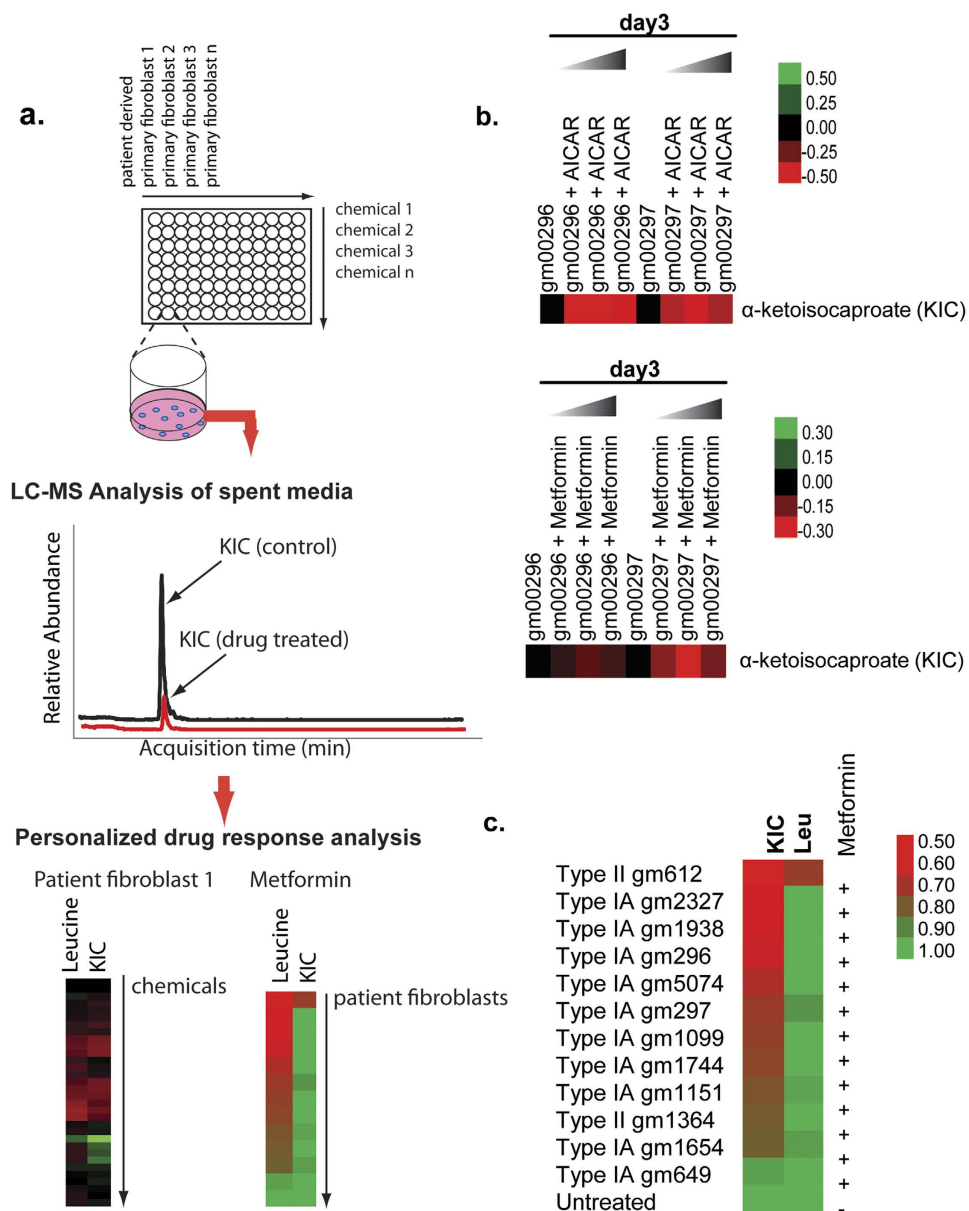 a.
patient derived
primary fibroblast 1
primary fibroblast 2
primary fibroblast 3
primary fibroblast n
chemical 1
chemical 2
chemical 3
chemical n
LC-MS Analysis of spent media
Relative Abundance
KIC (control)
KIC (drug treated)
Acquisition time (min)
Personalized drug response analysis
Patient fibroblast 1
Leucine
KIC
chemicals
Metformin
Leucine
KIC
patient fibroblasts
b.
day3
gm00296
gm00296 + AICAR
gm00296 + AICAR
gm00296 + AICAR
gm00297
gm00297 + AICAR
gm00297 + AICAR
gm00297 + AICAR
α-ketoisocaproate (KIC)
0.50
0.25
0.00
-0.25
-0.50
day3
gm00296
gm00296 + Metformin
gm00296 + Metformin
gm00296 + Metformin
gm00297
gm00297 + Metformin
gm00297 + Metformin
gm00297 + Metformin
α-ketoisocaproate (KIC)
0.30
0.15
0.00
-0.15
-0.30
c.
KIC
Leu
Metformin
Type II gm612 +
Type IA gm2327 +
Type IA gm1938 +
Type IA gm296 +
Type IA gm5074 +
Type IA gm297 +
Type IA gm1099 +
Type IA gm1744 +
Type IA gm1151 +
Type II gm1364 +
Type IA gm1654 +
Type IA gm649 +
Untreated -
0.50
0.60
0.70
0.80
0.90
1.00